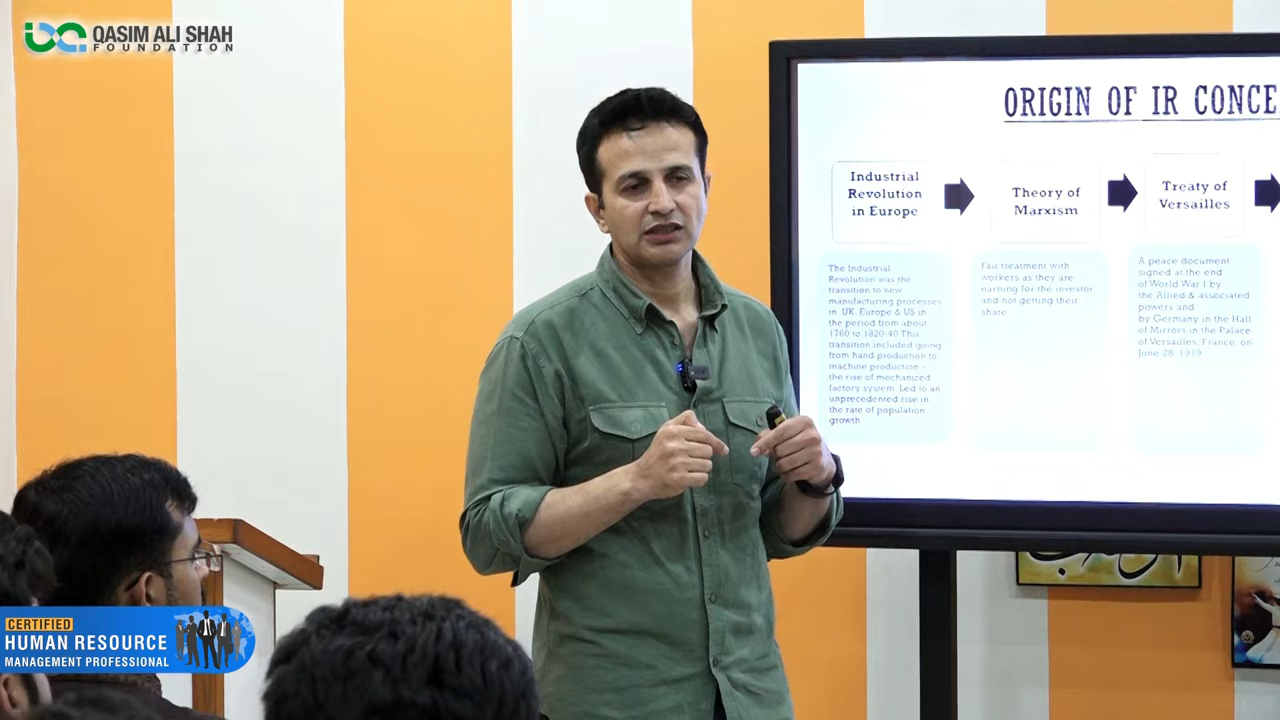 QASIM ALI SHAH
FOUNDATION
ORIGIN OF IR CONCE
Industrial
Revolution
in Europe
Theory of
Marxism
Treaty of
Versailles
The Industrial
Revolution was the
transition to new
manufacturing processes
in UK, Europe & US in
the period from about
1760 to 1820-40 This
transition included going
from hand production to
machine production –
the rise of mechanized
factory system. Led to an
unprecedented rise in
the rate of population
growth.
Fair treatment with
workers as they are
earning for the investor
and not getting their
share.
A peace document
signed at the end
of World War I by
the Allied & associated
powers and
by Germany in the Hall
of Mirrors in the Palace
of Versailles, France, on
June 28, 1919
CERTIFIED
HUMAN RESOURCE
MANAGEMENT PROFESSIONAL